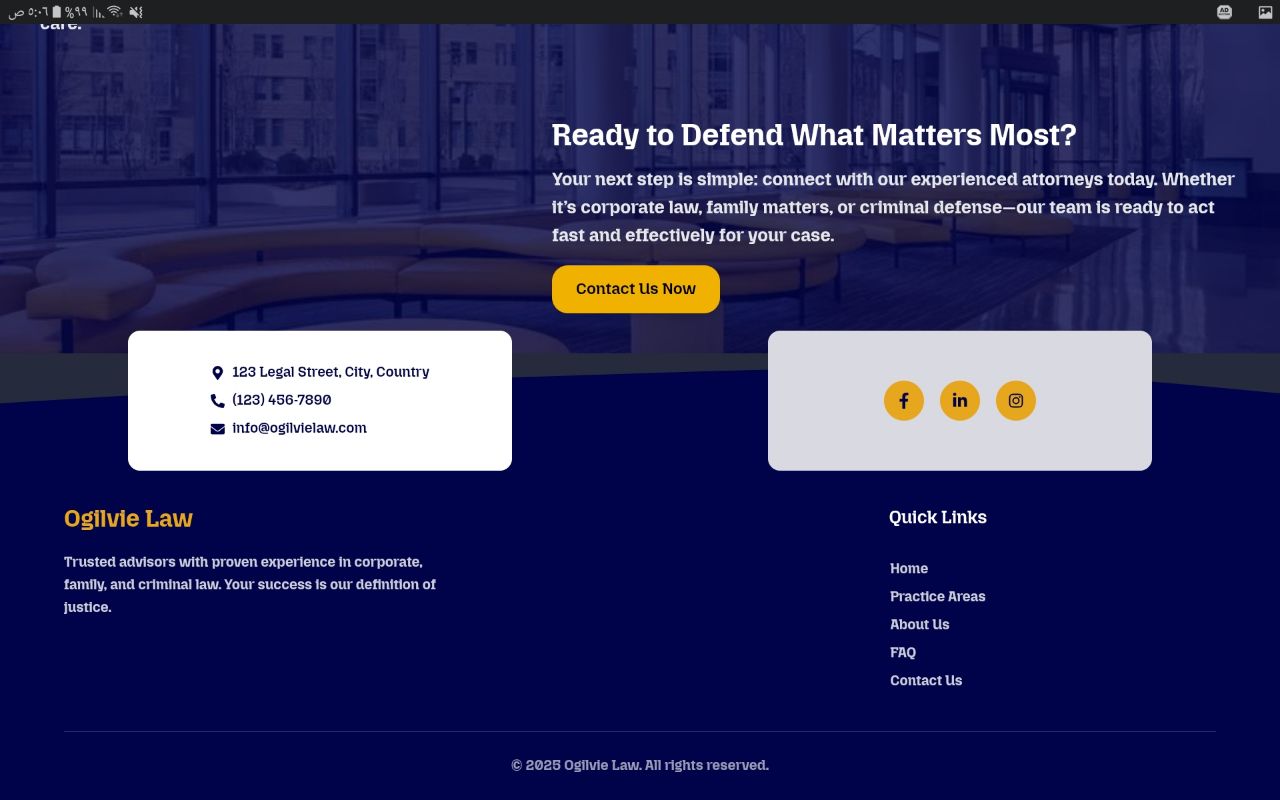 ٥:٠٦ ص
%٩٩
AD
care.
Ready to Defend What Matters Most?
Your next step is simple: connect with our experienced attorneys today. Whether
it’s corporate law, family matters, or criminal defense—our team is ready to act
fast and effectively for your case.
Contact Us Now
123 Legal Street, City, Country
(123) 456-7890
info@ogilvielaw.com
Ogilvie Law
Trusted advisors with proven experience in corporate,
family, and criminal law. Your success is our definition of
justice.
Quick Links
Home
Practice Areas
About Us
FAQ
Contact Us
© 2025 Ogilvie Law. All rights reserved.